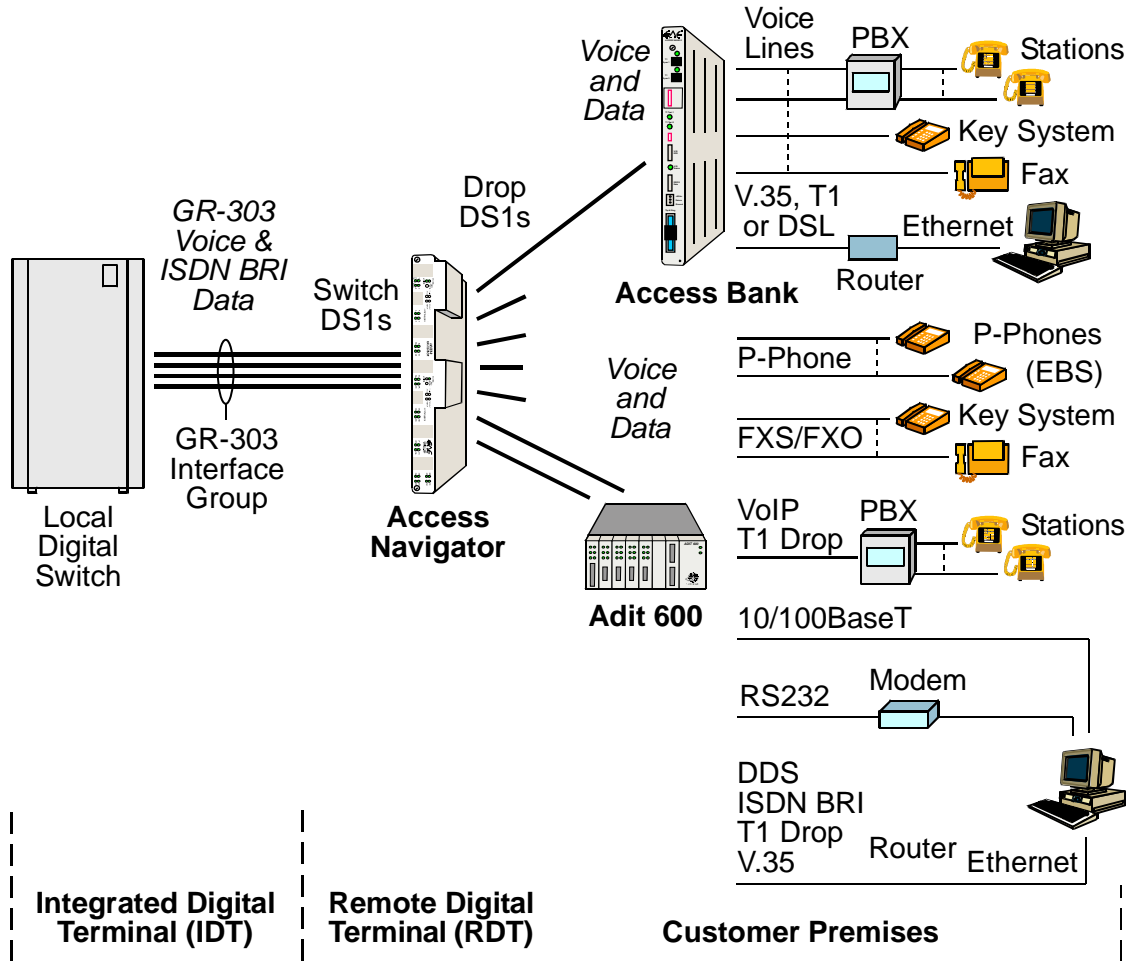 Voice
and
Data
Voice
Lines
PBX
Stations
Key System
Fax
V.35, T1
or DSL
Ethernet
Router
Access Bank
Drop
DS1s
GR-303
Voice &
ISDN BRI
Data
Switch
DS1s
GR-303
Interface
Group
Local
Digital
Switch
Access
Navigator
Voice
and
Data
P-Phone
P-Phones
(EBS)
Key System
FXS/FXO
Fax
VoIP
T1 Drop
PBX
Stations
Adit 600
10/100BaseT
RS232
Modem
DDS
ISDN BRI
T1 Drop
V.35
Router
Ethernet
Integrated Digital
Terminal (IDT)
Remote Digital
Terminal (RDT)
Customer Premises